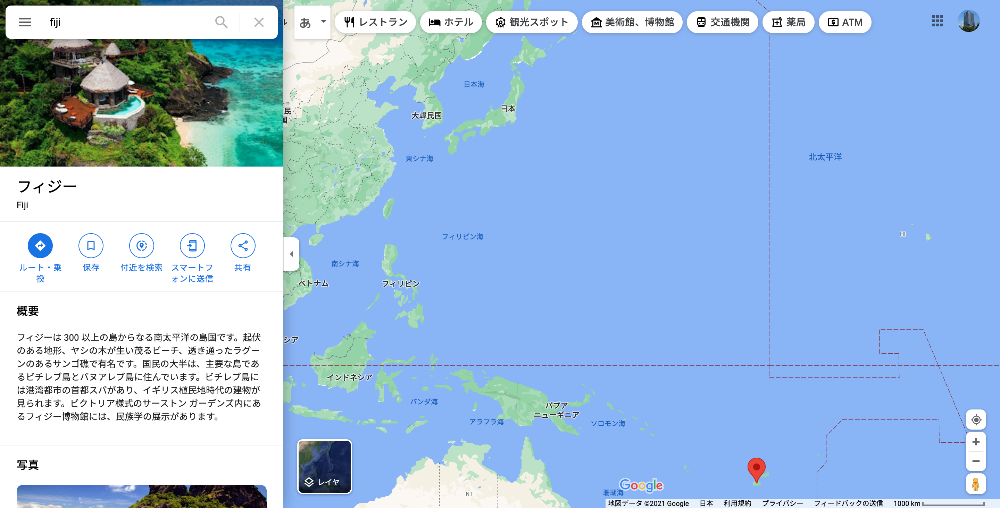 fiji
あ
レストラン
ホテル
観光スポット
美術館、博物館
交通機関
薬局
ATM
フィジー
Fiji
ルート・乗
換
保存
付近を検索
スマートフ
ォンに送信
共有
概要
フィジーは 300 以上の島からなる南太平洋の島国です。起伏
のある地形、ヤシの木が生い茂るビーチ、透き通ったラグー
ンのあるサンゴ礁で有名です。国民の大半は、主要な島であ
るビチレブ島とバヌアレブ島に住んでいます。ビチレブ島に
は港湾都市の首都スバがあり、イギリス植民地時代の建物が
見られます。ビクトリア様式のサーストン ガーデンズ内にあ
るフィジー博物館には、民族学の展示があります。
写真
日本海
日本
大韓民国
民
国
東シナ海
北太平洋
HI
フィリピン海
南シナ海
ベトナム
フィリピン
シア
インドネシア
バンダ海
パプア
ニューギニア
アラフラ海
ソロモン海
レイヤ
NT
珊瑚海
Google
地図データ ©2021 Google
日本
利用規約
プライバシー
フィードバックの送信
1000 km